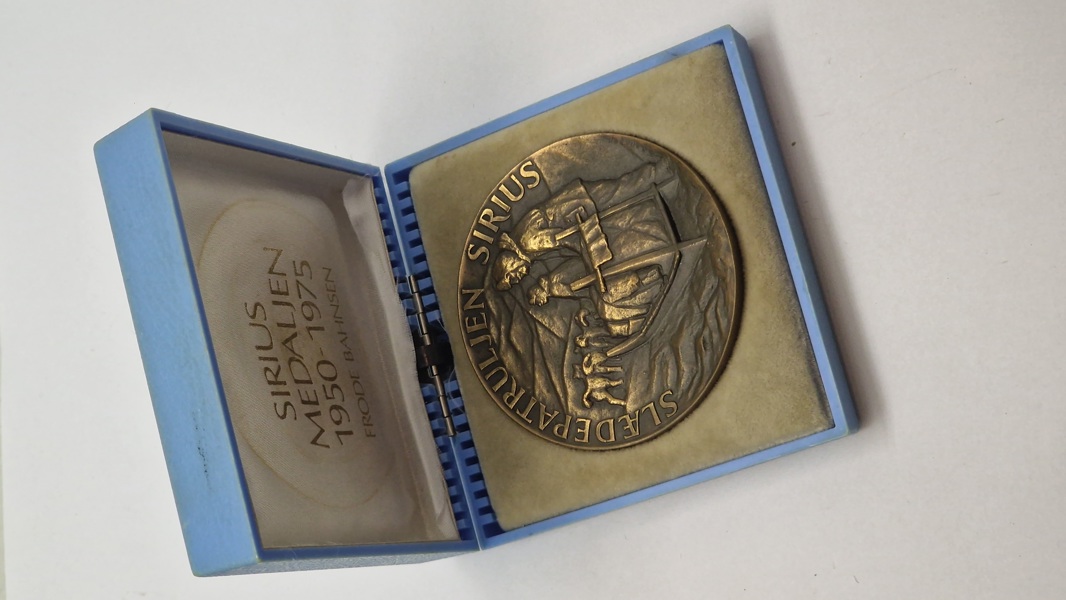 SIRIUS
MEDALJEN
1950-1975
FRODE BAHNSEN
SLÆDEPATRULJEN SIRIUS